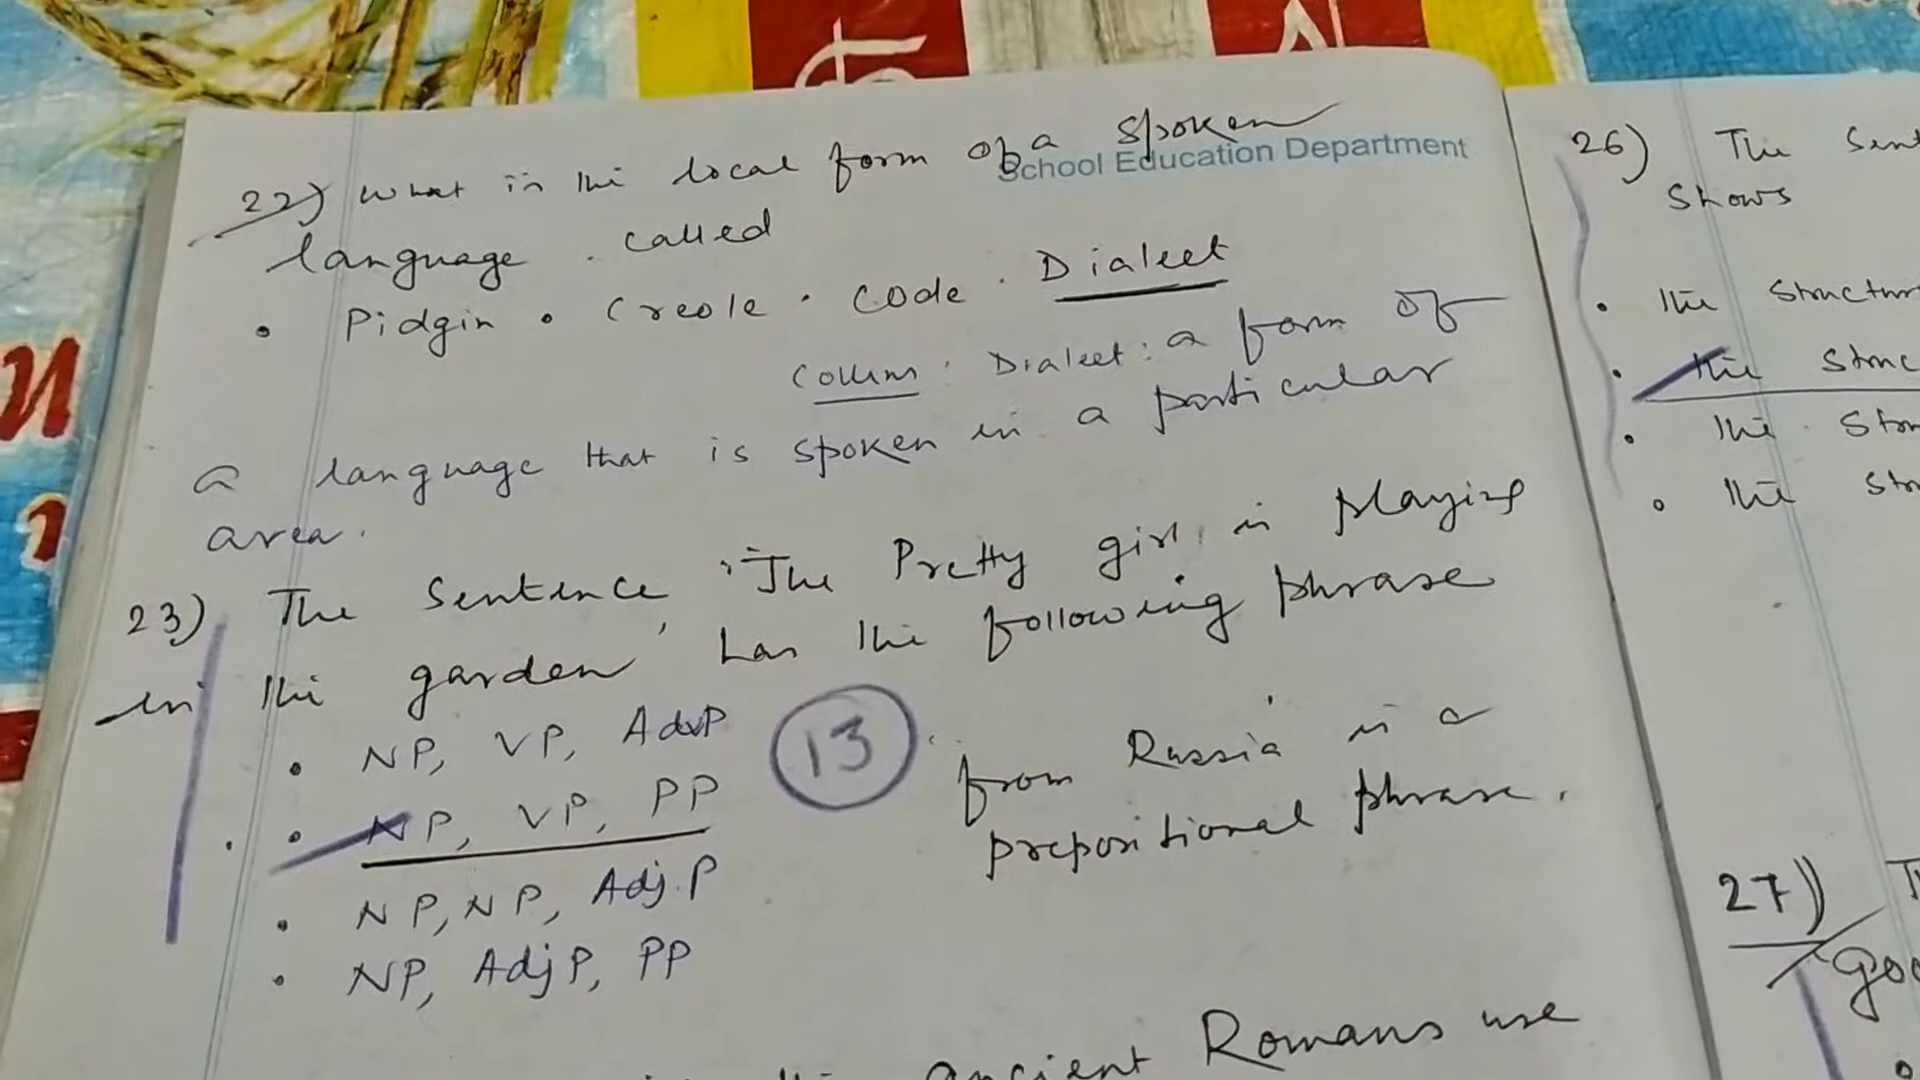 School Education Department
22) What is the local form of a spoken
language called
• Pidgin • Creole • Code • Dialect
Collins: Dialect: a form of
a language that is spoken in a particular
area.
23) The Sentence, 'The Pretty girl is playing
in the garden' has the following phrase
• NP, VP, AdvP
• NP, VP, PP
• NP, NP, Adj.P
• NP, AdjP, PP
13
from Russia' is a
prepositional phrase.
ancient Romans use
26) The
Shows
• the
• the
• the
• the
27)